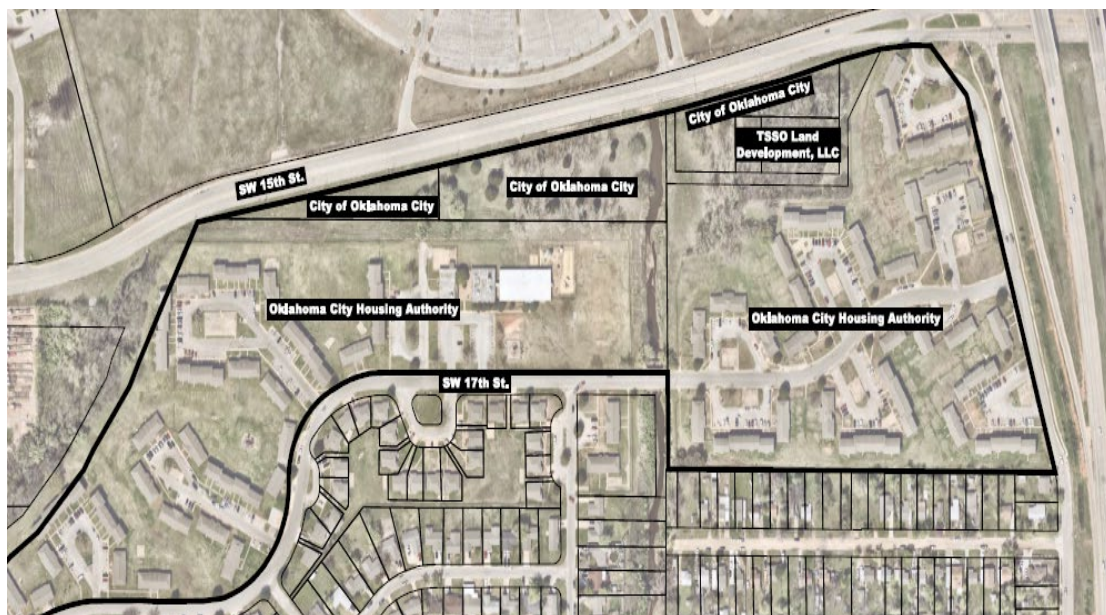 City of Oklahoma City
TSSO Land
Development, LLC
SW 15th St.
City of Oklahoma City
City of Oklahoma City
Oklahoma City Housing Authority
Oklahoma City Housing Authority
SW 17th St.